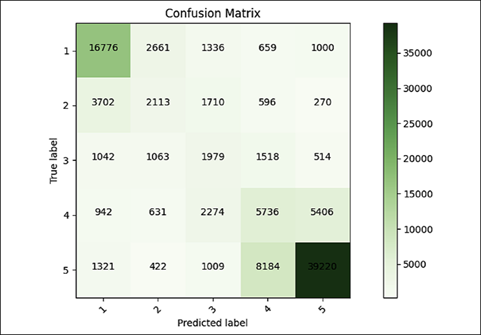 Confusion Matrix
1 16776 2661 1336 659 1000
2 3702 2113 1710 596 270
3 1042 1063 1979 1518 514
4 942 631 2274 5736 5406
5 1321 422 1009 8184 39220
1 2 3 4 5
True label
Predicted label
35000
30000
25000
20000
15000
10000
5000